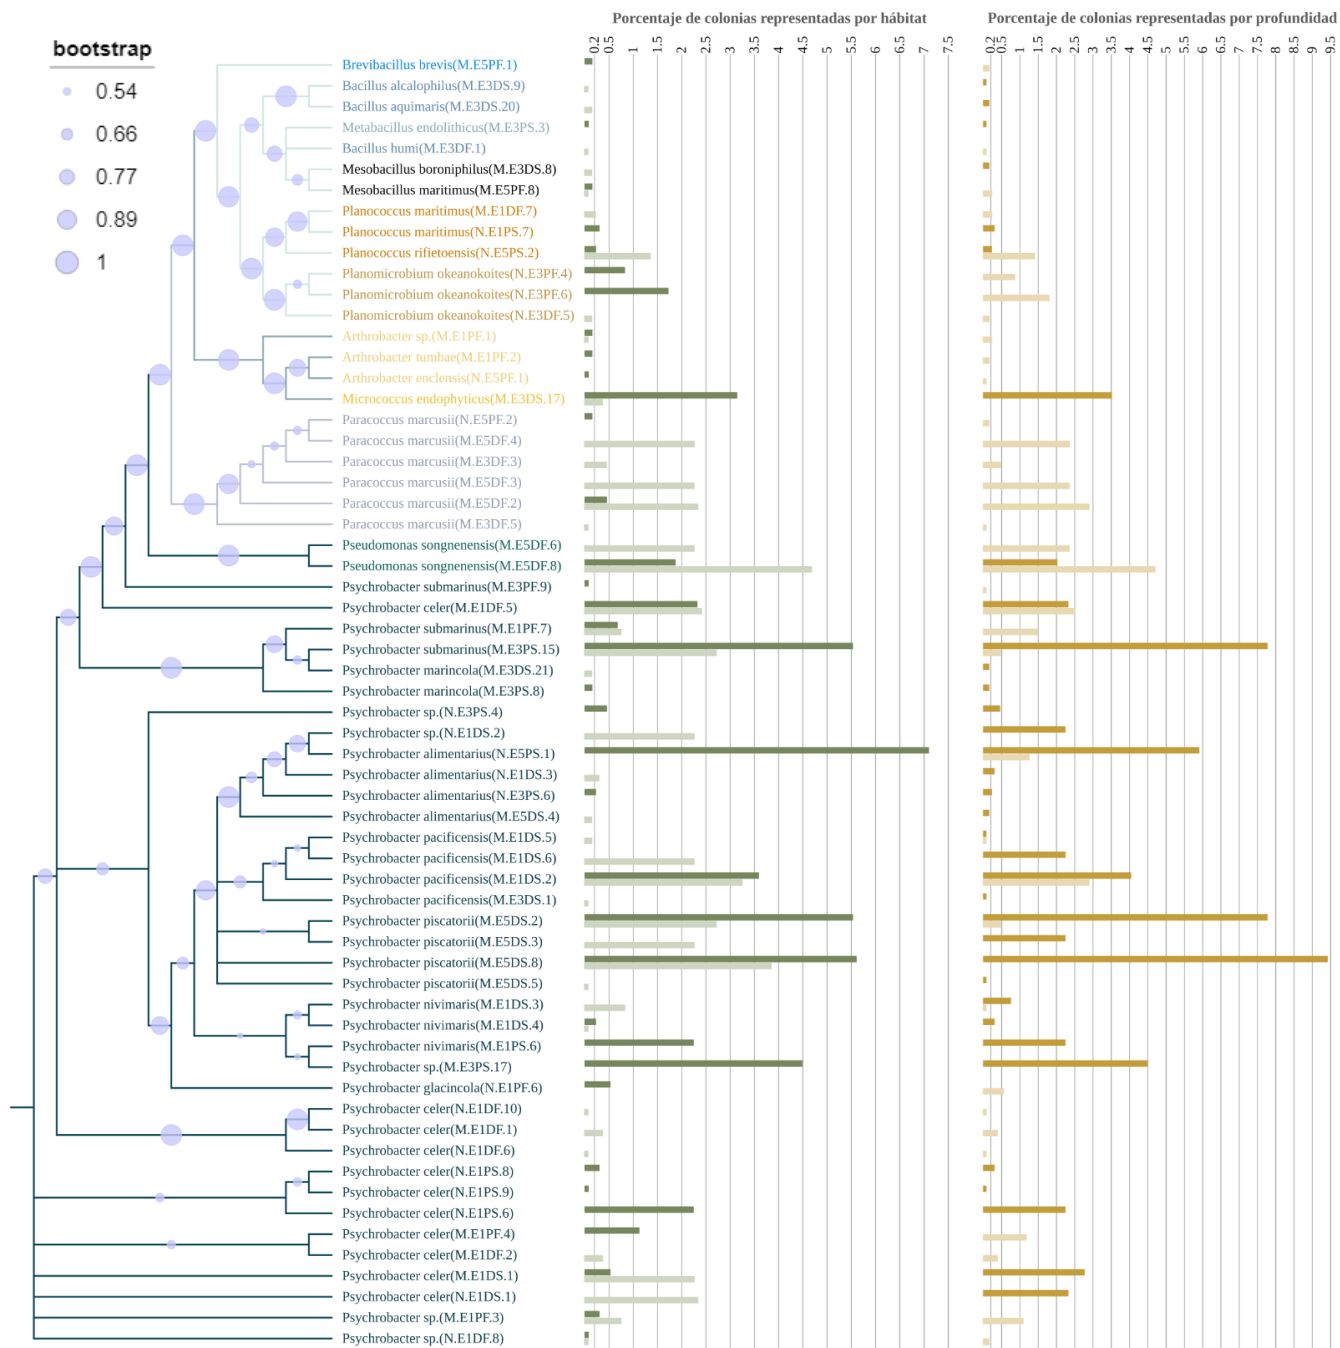 Porcentaje de colonias representadas por hábitat
Porcentaje de colonias representadas por profundidad
0.2 0.5 1 1.5 2 2.5 3 3.5 4 4.5 5 5.5 6 6.5 7 7.5
0.2 0.5 1 1.5 2 2.5 3 3.5 4 4.5 5 5.5 6 6.5 7 7.5 8 8.5 9 9.5
bootstrap
0.54
0.66
0.77
0.89
1
Brevibacillus brevis(M.E5PF.1)
Bacillus alcalophilus(M.E3DS.9)
Bacillus aquimaris(M.E3DS.20)
Metabacillus endolithicus(M.E3PS.3)
Bacillus humi(M.E3DF.1)
Mesobacillus boroniphilus(M.E3DS.8)
Mesobacillus maritimus(M.E5PF.8)
Planococcus maritimus(M.E1DF.7)
Planococcus maritimus(N.E1PS.7)
Planococcus rifietoensis(N.E5PS.2)
Planomicrobium okeanokoites(N.E3PF.4)
Planomicrobium okeanokoites(N.E3PF.6)
Planomicrobium okeanokoites(N.E3DF.5)
Arthrobacter sp.(M.E1PF.1)
Arthrobacter tumbae(M.E1PF.2)
Arthrobacter enclensis(N.E5PF.1)
Micrococcus endophyticus(M.E3DS.17)
Paracoccus marcusii(N.E5PF.2)
Paracoccus marcusii(M.E5DF.4)
Paracoccus marcusii(M.E3DF.3)
Paracoccus marcusii(M.E5DF.3)
Paracoccus marcusii(M.E5DF.2)
Paracoccus marcusii(M.E3DF.5)
Pseudomonas songnenensis(M.E5DF.6)
Pseudomonas songnenensis(M.E5DF.8)
Psychrobacter submarinus(M.E3PF.9)
Psychrobacter celer(M.E1DF.5)
Psychrobacter submarinus(M.E1PF.7)
Psychrobacter submarinus(M.E3PS.15)
Psychrobacter marincola(M.E3DS.21)
Psychrobacter marincola(M.E3PS.8)
Psychrobacter sp.(N.E3PS.4)
Psychrobacter sp.(N.E1DS.2)
Psychrobacter alimentarius(N.E5PS.1)
Psychrobacter alimentarius(N.E1DS.3)
Psychrobacter alimentarius(N.E3PS.6)
Psychrobacter alimentarius(M.E5DS.4)
Psychrobacter pacificensis(M.E1DS.5)
Psychrobacter pacificensis(M.E1DS.6)
Psychrobacter pacificensis(M.E1DS.2)
Psychrobacter pacificensis(M.E3DS.1)
Psychrobacter piscatorii(M.E5DS.2)
Psychrobacter piscatorii(M.E5DS.3)
Psychrobacter piscatorii(M.E5DS.8)
Psychrobacter piscatorii(M.E5DS.5)
Psychrobacter nivimaris(M.E1DS.3)
Psychrobacter nivimaris(M.E1DS.4)
Psychrobacter nivimaris(M.E1PS.6)
Psychrobacter sp.(M.E3PS.17)
Psychrobacter glacincola(N.E1PF.6)
Psychrobacter celer(N.E1DF.10)
Psychrobacter celer(M.E1DF.1)
Psychrobacter celer(N.E1DF.6)
Psychrobacter celer(N.E1PS.8)
Psychrobacter celer(N.E1PS.9)
Psychrobacter celer(N.E1PS.6)
Psychrobacter celer(M.E1PF.4)
Psychrobacter celer(M.E1DF.2)
Psychrobacter celer(M.E1DS.1)
Psychrobacter celer(N.E1DS.1)
Psychrobacter sp.(M.E1PF.3)
Psychrobacter sp.(N.E1DF.8)